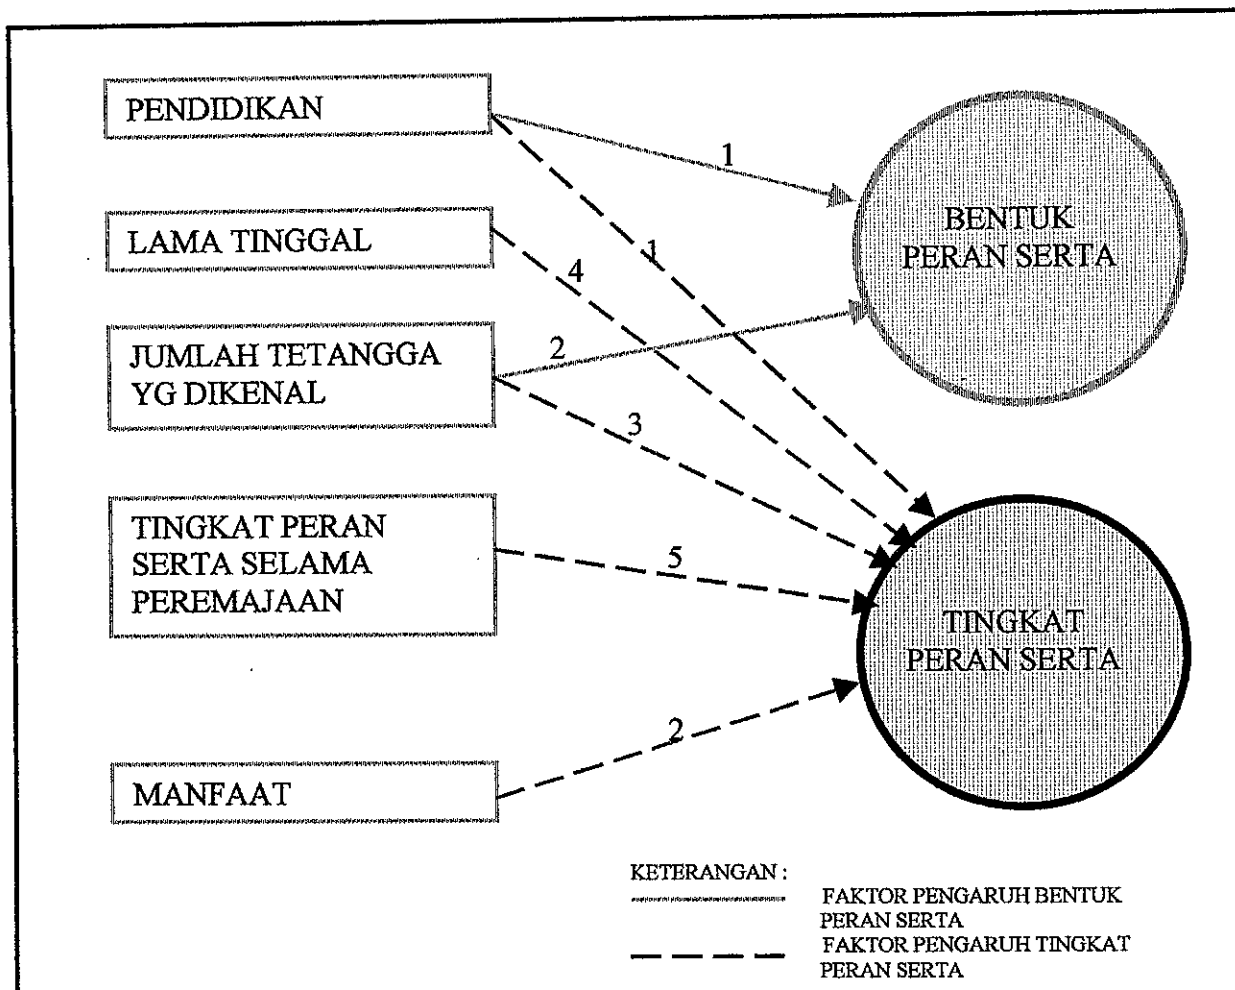 PENDIDIKAN
1
BENTUK
PERAN SERTA
LAMA TINGGAL
4
1
JUMLAH TETANGGA
YG DIKENAL
2
3
TINGKAT PERAN
SERTA SELAMA
PEREMAJAAN
5
TINGKAT
PERAN SERTA
MANFAAT
2
KETERANGAN :
FAKTOR PENGARUH BENTUK
PERAN SERTA
FAKTOR PENGARUH TINGKAT
PERAN SERTA